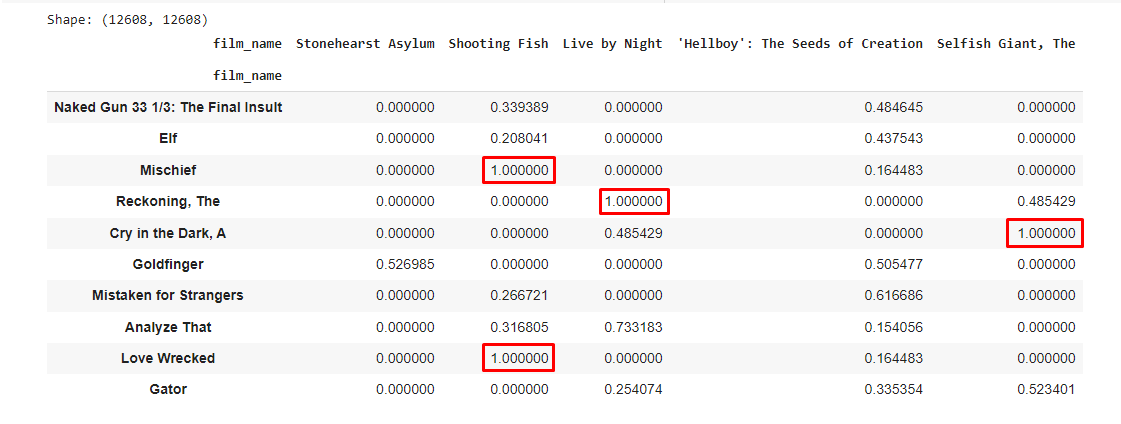 Shape: (12608, 12608)
film_name Stonehearst Asylum Shooting Fish Live by Night 'Hellboy': The Seeds of Creation Selfish Giant, The
film_name
Naked Gun 33 1/3: The Final Insult 0.000000 0.339389 0.000000 0.484645 0.000000
Elf 0.000000 0.208041 0.000000 0.437543 0.000000
Mischief 0.000000 1.000000 0.000000 0.164483 0.000000
Reckoning, The 0.000000 0.000000 1.000000 0.000000 0.485429
Cry in the Dark, A 0.000000 0.000000 0.485429 0.000000 1.000000
Goldfinger 0.526985 0.000000 0.000000 0.505477 0.000000
Mistaken for Strangers 0.000000 0.266721 0.000000 0.616686 0.000000
Analyze That 0.000000 0.316805 0.733183 0.154056 0.000000
Love Wrecked 0.000000 1.000000 0.000000 0.164483 0.000000
Gator 0.000000 0.000000 0.254074 0.335354 0.523401